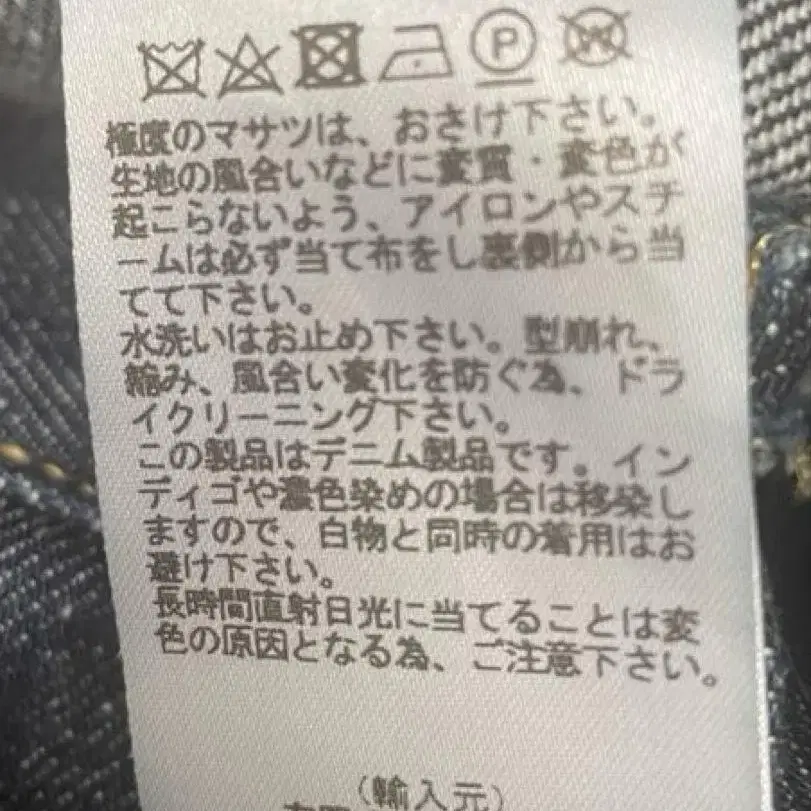 P W
極度のマサツは、おさけ下さい。
生地の風合いなどに変質・変色が
起こらないよう、アイロンやスチ
ームは必ず当て布をし裏側から当
てて下さい。
水洗いはお止め下さい。型崩れ、
縮み、風合い変化を防ぐ為、ドラ
イクリーニング下さい。
この製品はデニム製品です。イン
ディゴや濃色染めの場合は移染し
ますので、白物と同時の着用はお
避け下さい。
長時間直射日光に当てることは変
色の原因となる為、ご注意下さい。
(輸入元)